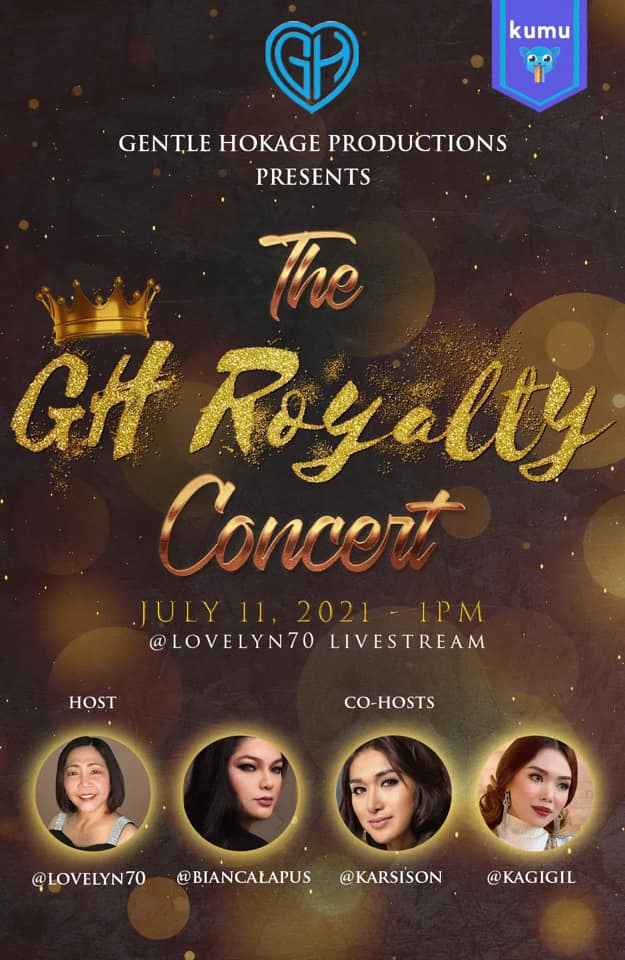 GH
kumu
GENTLE HOKAGE PRODUCTIONS
PRESENTS
The
GH Royalty
Concert
JULY 11, 2021 - 1PM
@LOVELYN70 LIVESTREAM
HOST
CO-HOSTS
@LOVELYN70
@BIANCALAPUS
@KARSISON
@KAGIGIL